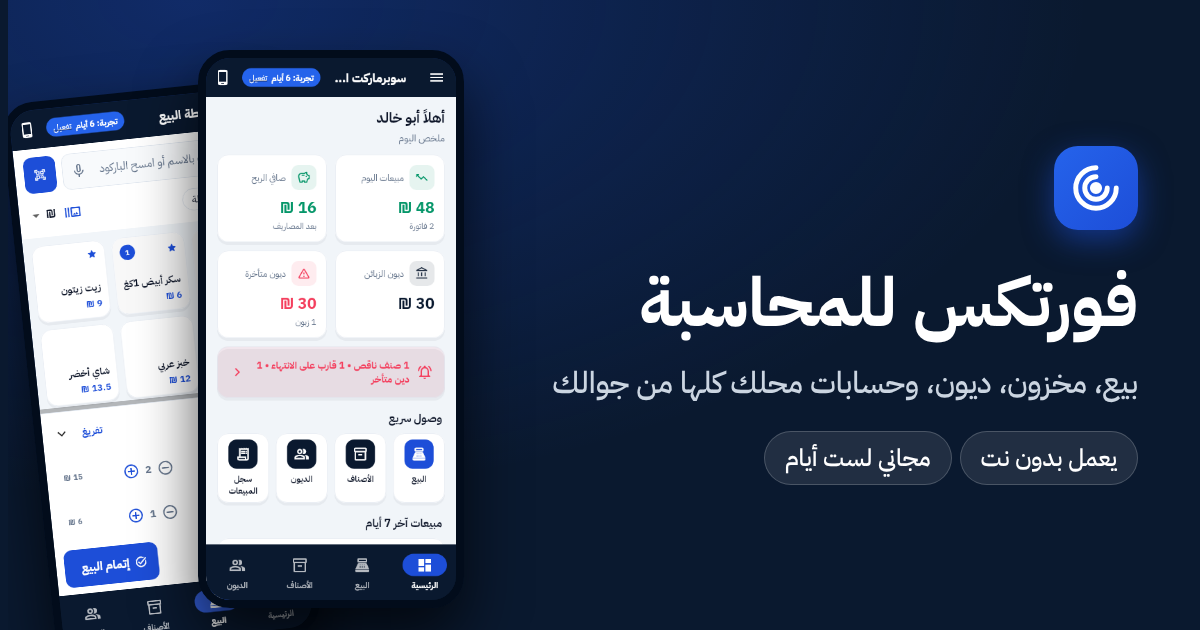 فورتكس للمحاسبة
بيع، مخزون، ديون، وحسابات محلك كلها من جوالك
يعمل بدون نت
مجاني لست أيام
سوبرماركت ا...
تجربة: 6 أيام تفعيل
أهلاً أبو خالد
ملخص اليوم
مبيعات اليوم
48 ₪
2 فاتورة
صافي الربح
16 ₪
بعد المصاريف
ديون الزبائن
30 ₪
ديون متأخرة
30 ₪
1 زبون
1 صنف ناقص • 1 قارب على الانتهاء • 1
دين متأخر
وصول سريع
البيع
الأصناف
الديون
سجل
المبيعات
مبيعات آخر 7 أيام
الرئيسية
البيع
الأصناف
الديون
البيع
تجربة: 6 أيام تفعيل
بالاسم أو امسح الباركود
₪
1
سكر أبيض 1كغ
6 ₪
زيت زيتون
9 ₪
خبز عربي
12 ₪
شاي أخضر
13.5 ₪
تفريغ
2
15 ₪
1
6 ₪
إتمام البيع
الرئيسية
البيع
الأصناف